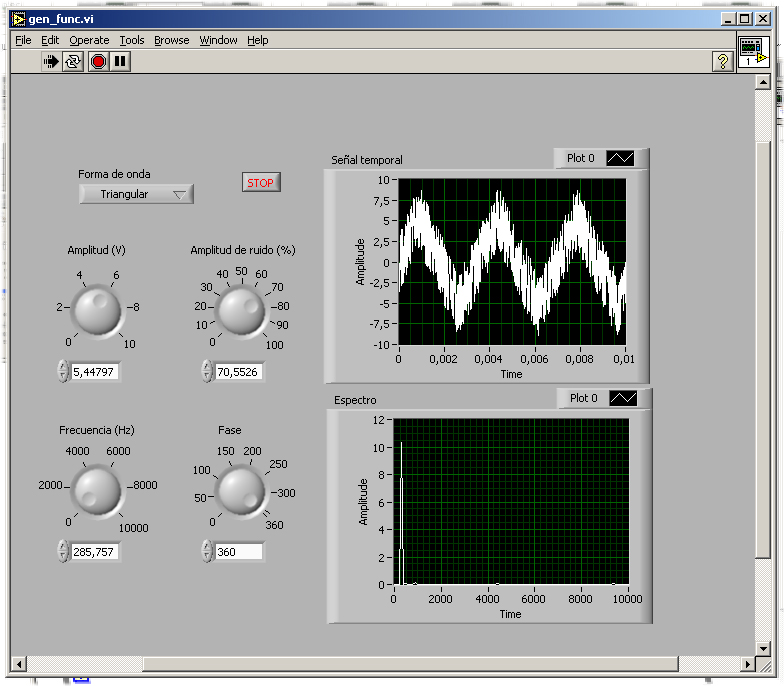 gen_func.vi
File Edit Operate Tools Browse Window Help
?
1
Forma de onda
Triangular
STOP
Amplitud (V)
0 2 4 6 8 10
5,44797
Amplitud de ruido (%)
0 10 20 30 40 50 60 70 80 90 100
70,5526
Frecuencia (Hz)
0 2000 4000 6000 8000 10000
285,757
Fase
0 50 100 150 200 250 300 360
360
Señal temporal
Plot 0
Amplitude
10
7,5
5
2,5
0
-2,5
-5
-7,5
-10
0 0,002 0,004 0,006 0,008 0,01
Time
Espectro
Plot 0
Amplitude
12
10
8
6
4
2
0
0 2000 4000 6000 8000 10000
Time